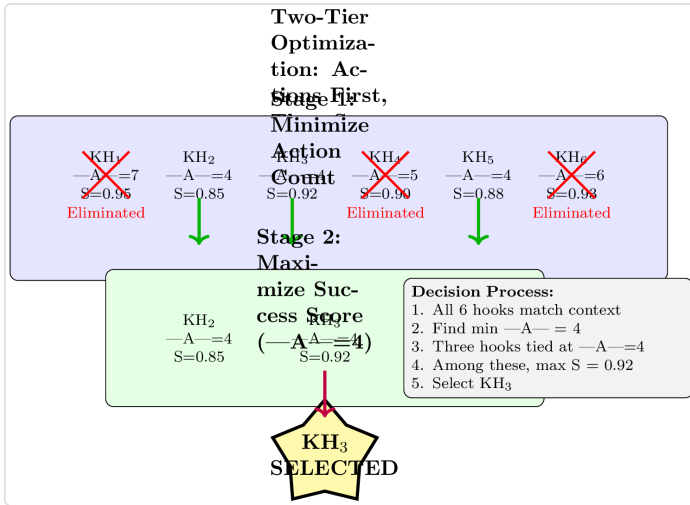 Two-Tier
Optimiza-
tion: Ac-
tions First,
Stage 1:
Minimize
Action
Count
KH₁
—A—=7
S=0.95
Eliminated
KH₂
—A—=4
S=0.85
KH₃
—A—=4
S=0.92
KH₄
—A—=5
S=0.90
Eliminated
KH₅
—A—=4
S=0.88
KH₆
—A—=6
S=0.93
Eliminated
Stage 2:
Maxi-
mize Suc-
cess Score
(—A—=4)
KH₂
—A—=4
S=0.85
KH₃
—A—=4
S=0.92
Decision Process:
1. All 6 hooks match context
2. Find min —A— = 4
3. Three hooks tied at —A—=4
4. Among these, max S = 0.92
5. Select KH₃
KH₃
SELECTED